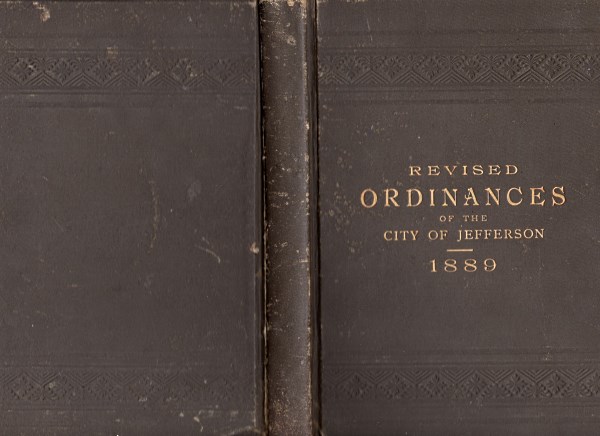 REVISED
ORDINANCES
OF THE
CITY OF JEFFERSON
1889